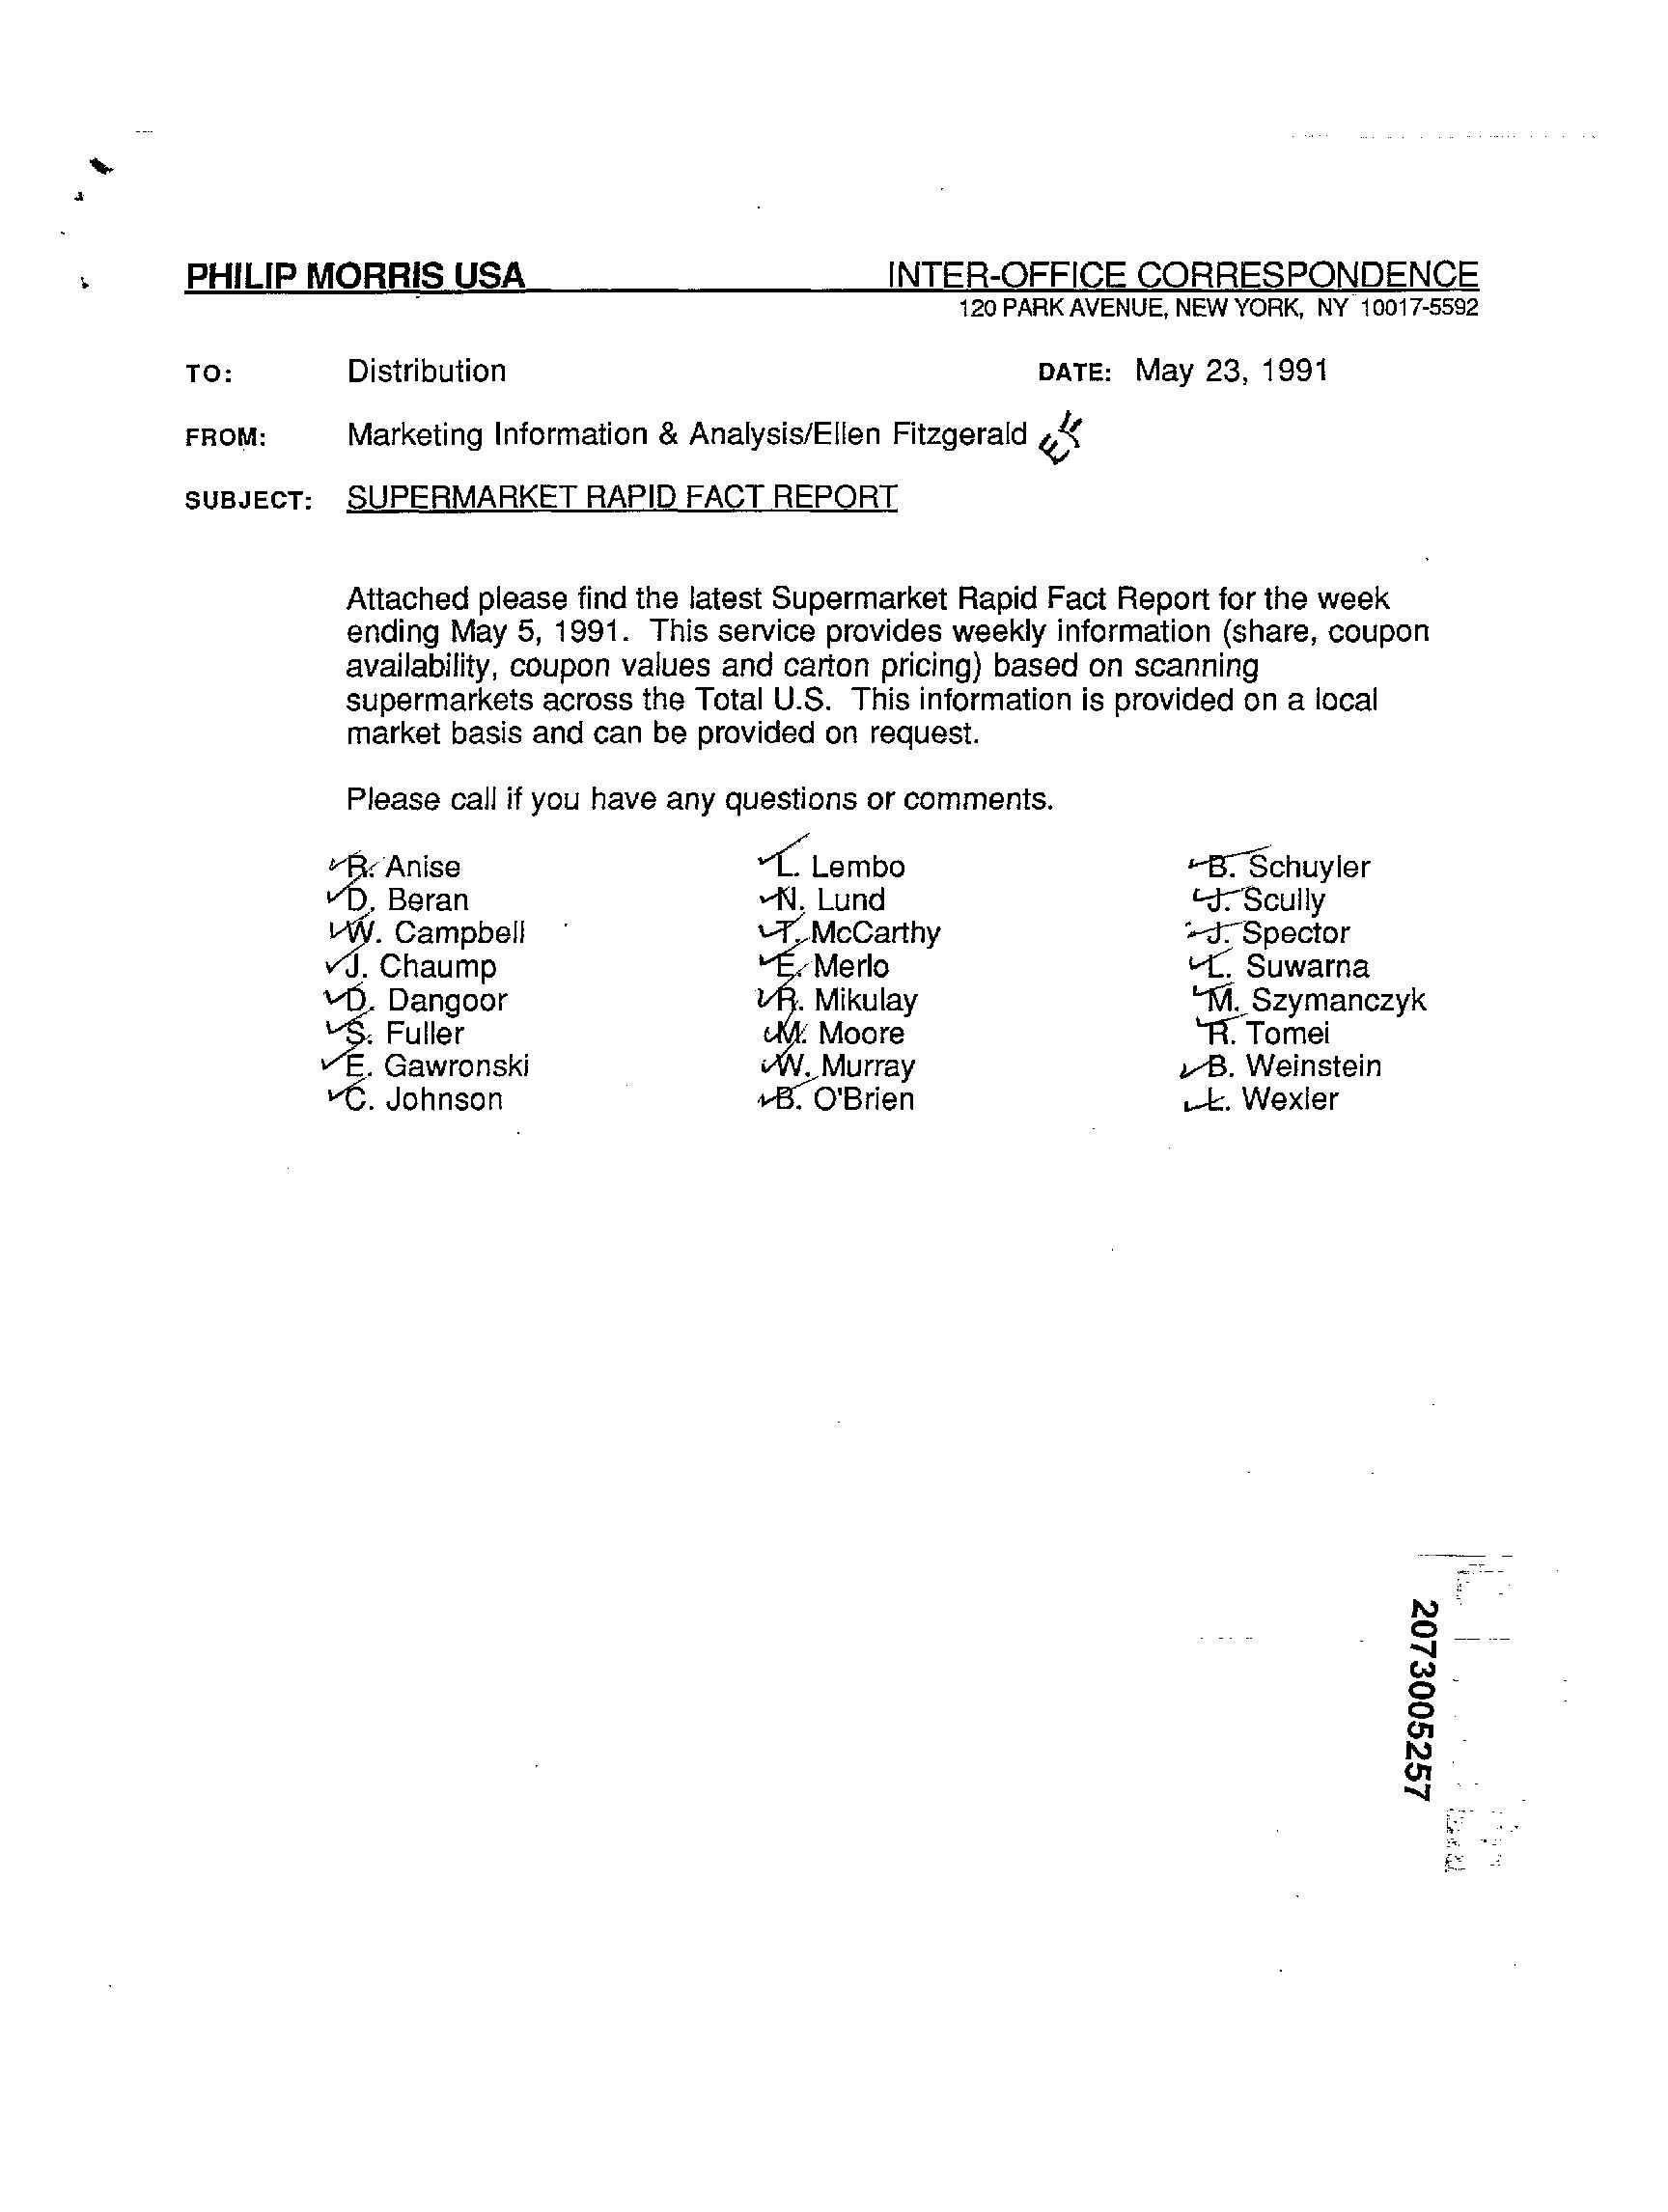 PHILIP MORRIS USA INTER-OFFICE CORRESPONDENCE
120 PARK AVENUE, NEW YORK, NY 10017-5592
TO: Distribution DATE: May 23, 1991
FROM: Marketing Information & Analysis/Ellen Fitzgerald EF
SUBJECT: SUPERMARKET RAPID FACT REPORT
Attached please find the latest Supermarket Rapid Fact Report for the week
ending May 5, 1991. This service provides weekly information (share, coupon
availability, coupon values and carton pricing) based on scanning
supermarkets across the Total U.S. This information is provided on a local
market basis and can be provided on request.
Please call if you have any questions or comments.
R. Anise L. Lembo B. Schuyler
D. Beran N. Lund J. Scully
W. Campbell T. McCarthy J. Spector
J. Chaump E. Merlo L. Suwarna
D. Dangoor R. Mikulay M. Szymanczyk
S. Fuller M. Moore R. Tomei
E. Gawronski W. Murray B. Weinstein
C. Johnson B. O'Brien L. Wexler
2073005257